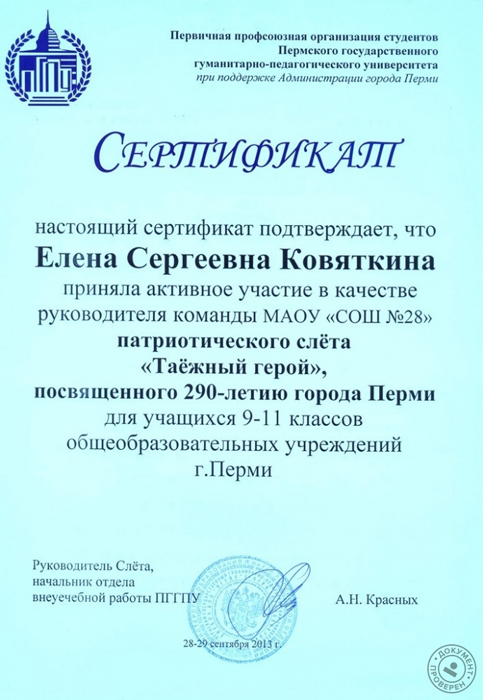 Первичная профсоюзная организация студентов
Пермского государственного
гуманитарно-педагогического университета
при поддержке Администрации города Перми
ПГГПУ
СЕРТИФИКАТ
настоящий сертификат подтверждает, что
Елена Сергеевна Ковяткина
приняла активное участие в качестве
руководителя команды МАОУ «СОШ №28»
патриотического слёта
«Таёжный герой»,
посвященного 290-летию города Перми
для учащихся 9-11 классов
общеобразовательных учреждений
г.Перми
Руководитель Слёта,
начальник отдела
внеучебной работы ПГГПУ
А.Н. Красных
28-29 сентября 2013 г.
ДОКУМЕНТ
ПРОВЕРЕН